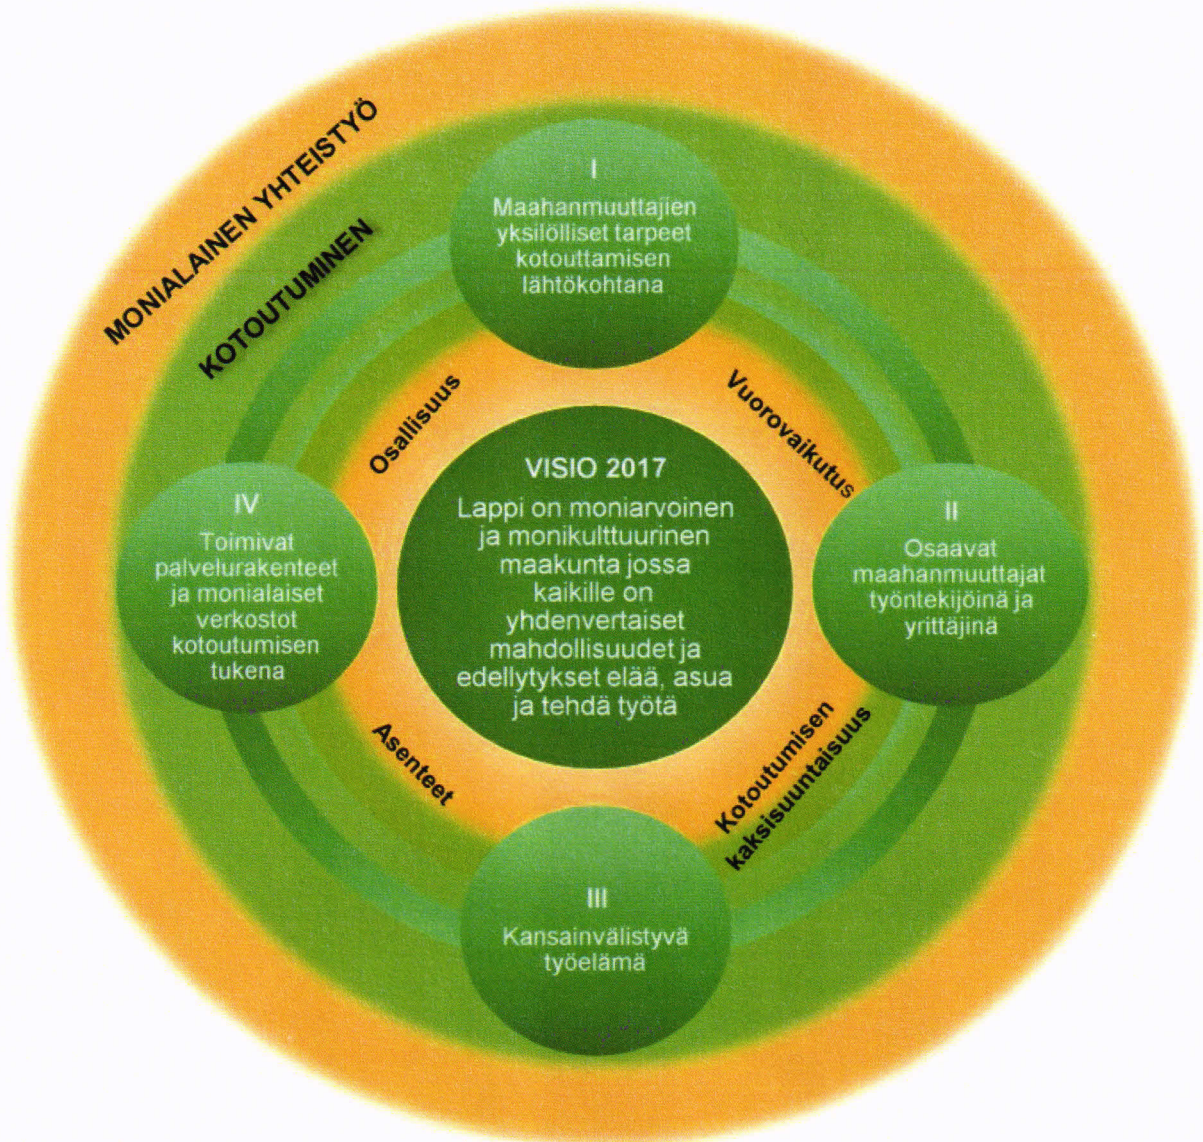 MONIALAINEN YHTEISTYÖ
KOTOUTUMINEN
I
Maahanmuuttajien
yksilölliset tarpeet
kotouttamisen
lähtökohtana
Osallisuus
Vuorovaikutus
VISIO 2017
Lappi on moniarvoinen
ja monikulttuurinen
maakunta jossa
kaikille on
yhdenvertaiset
mahdollisuudet ja
edellytykset elää, asua
ja tehdä työtä
IV
Toimivat
palvelurakenteet
ja monialaiset
verkostot
kotoutumisen
tukena
II
Osaavat
maahanmuuttajat
työntekijöinä ja
yrittäjinä
Asenteet
Kotoutumisen
kaksisuuntaisuus
III
Kansainvälistyvä
työelämä